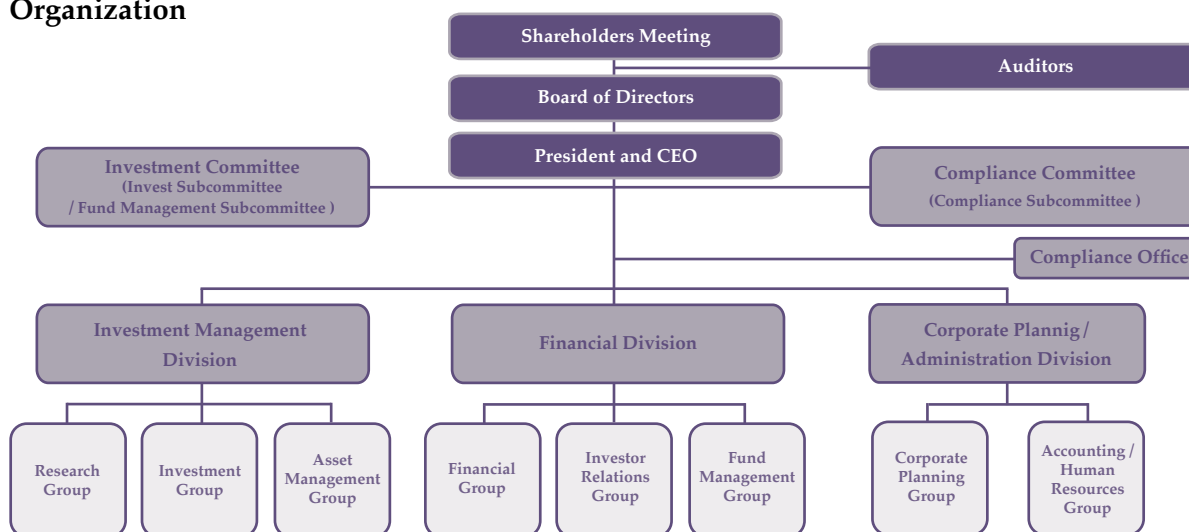 Organization
Shareholders Meeting
Auditors
Board of Directors
President and CEO
Investment Committee
(Invest Subcommittee
/ Fund Management Subcommittee )
Compliance Committee
(Compliance Subcommittee )
Compliance Office
Investment Management
Division
Financial Division
Corporate Plannig /
Administration Division
Research
Group
Investment
Group
Asset
Management
Group
Financial
Group
Investor
Relations
Group
Fund
Management
Group
Corporate
Planning
Group
Accounting /
Human
Resources
Group